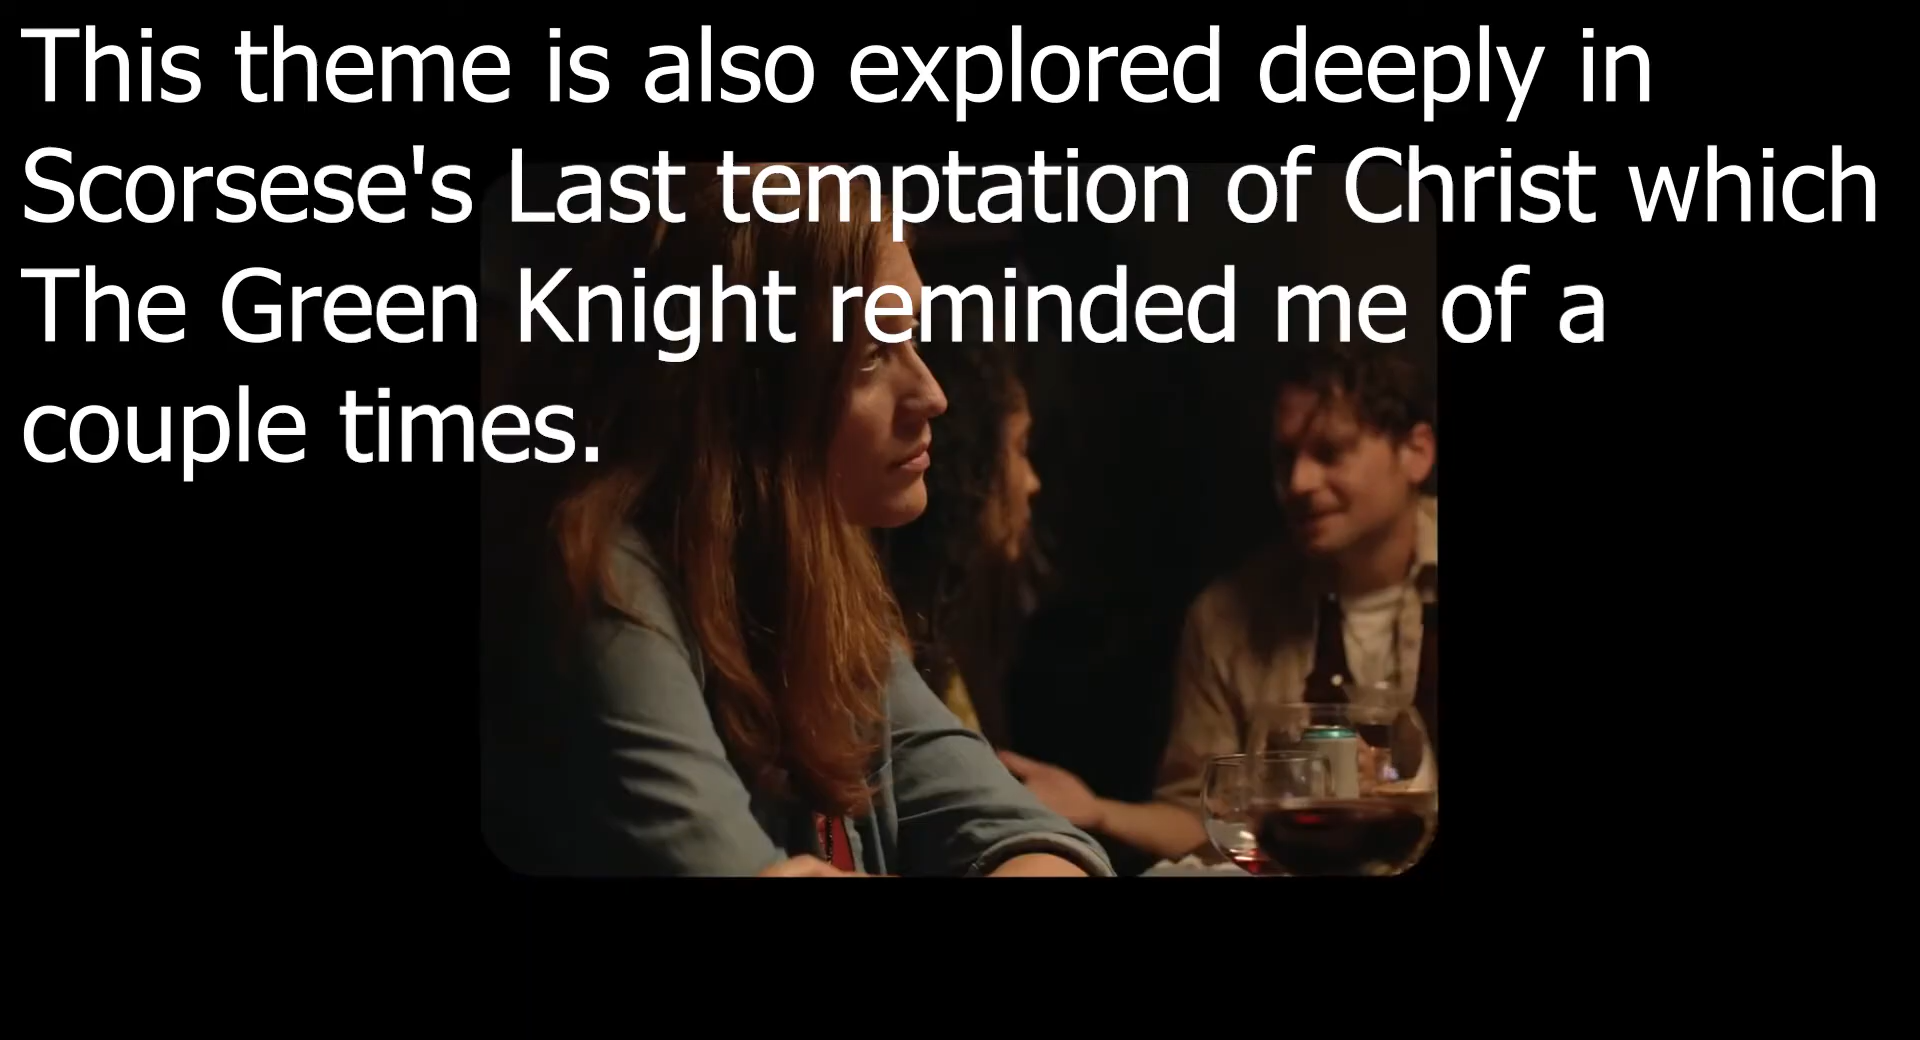 This theme is also explored deeply in
Scorsese's Last temptation of Christ which
The Green Knight reminded me of a
couple times.